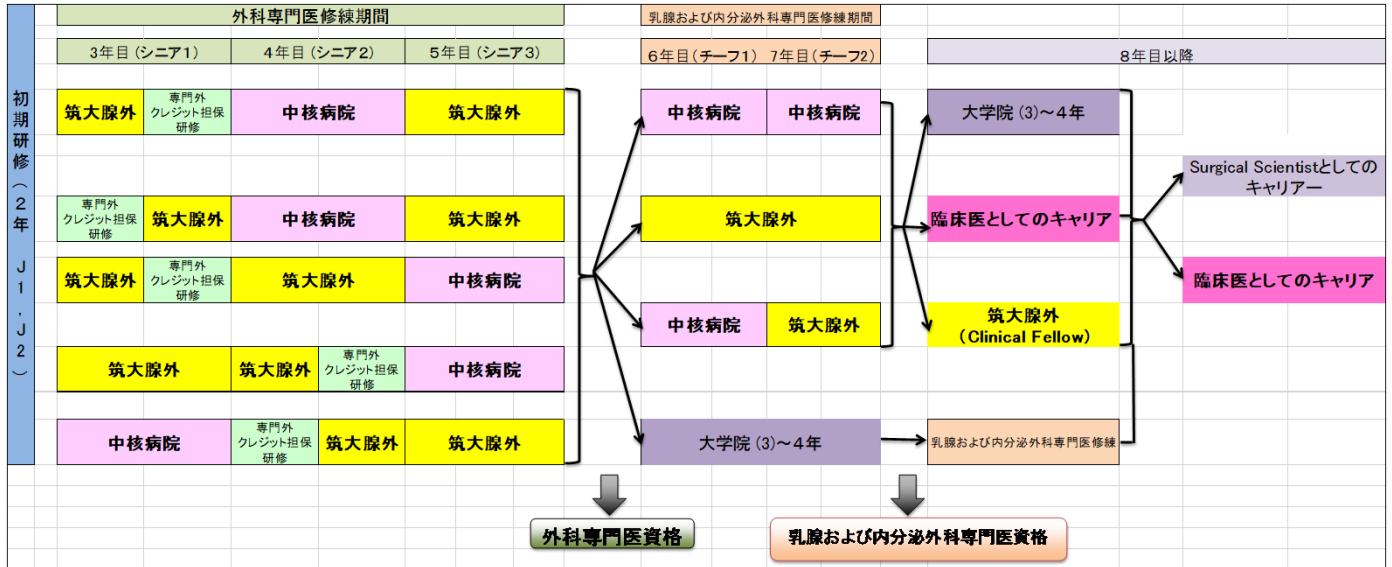 外科専門医修練期間
乳腺および内分泌外科専門医修練期間
3年目(シニア1)
4年目(シニア2)
5年目(シニア3)
6年目(チーフ1)
7年目(チーフ2)
8年目以降
初期研修(2年 J1,J2)
筑大腺外
専門外
クレジット担保
研修
中核病院
筑大腺外
中核病院
中核病院
大学院(3)~4年
Surgical Scientistとしての
キャリアー
専門外
クレジット担保
研修
筑大腺外
中核病院
筑大腺外
筑大腺外
臨床医としてのキャリア
筑大腺外
専門外
クレジット担保
研修
筑大腺外
中核病院
臨床医としてのキャリア
中核病院
筑大腺外
筑大腺外
(Clinical Fellow)
筑大腺外
筑大腺外
専門外
クレジット担保
研修
中核病院
中核病院
専門外
クレジット担保
研修
筑大腺外
筑大腺外
大学院(3)~4年
乳腺および内分泌外科専門医修練
外科専門医資格
乳腺および内分泌外科専門医資格